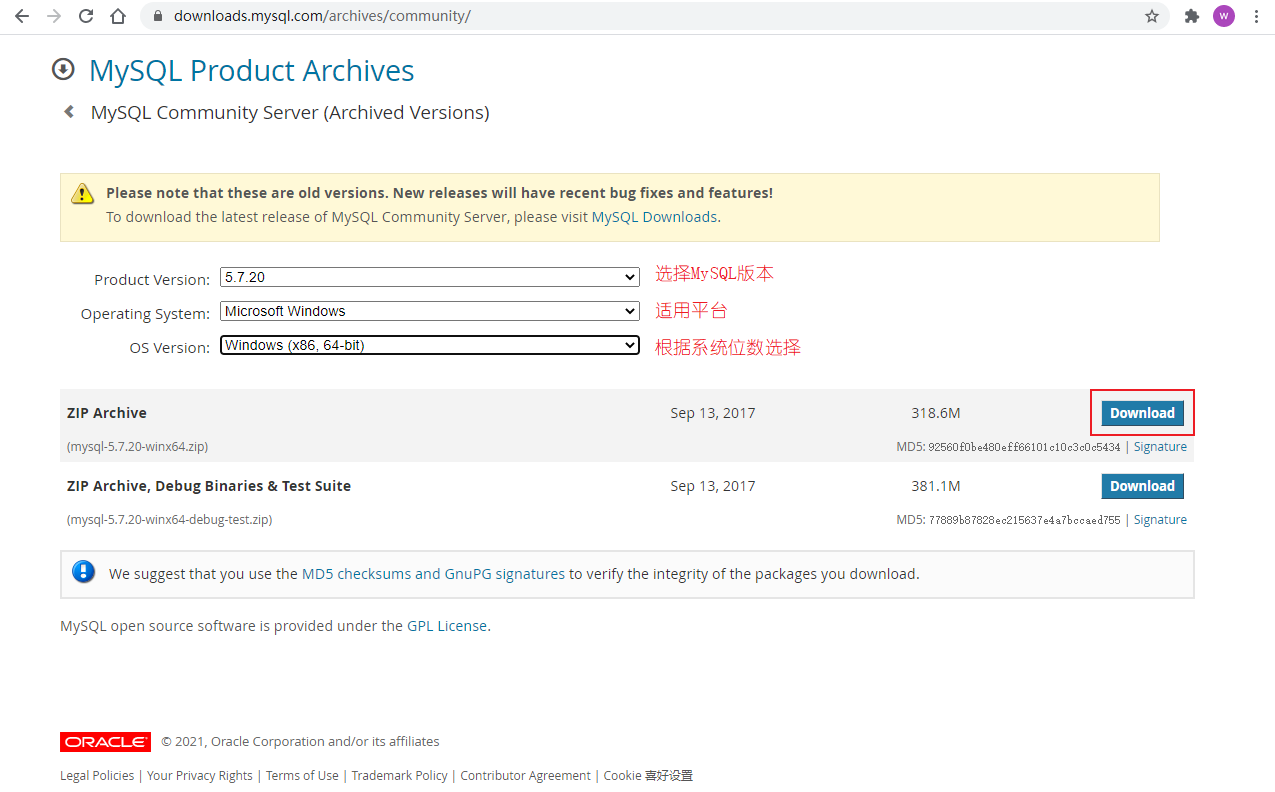 downloads.mysql.com/archives/community/
W
MySQL Product Archives
MySQL Community Server (Archived Versions)
Please note that these are old versions. New releases will have recent bug fixes and features!
To download the latest release of MySQL Community Server, please visit MySQL Downloads.
Product Version: 5.7.20 选择MySQL版本
Operating System: Microsoft Windows 适用平台
OS Version: Windows (x86, 64-bit) 根据系统位数选择
ZIP Archive Sep 13, 2017 318.6M Download
(mysql-5.7.20-winx64.zip) MD5: 92560f0be480eff66101c10c3c0c5434 | Signature
ZIP Archive, Debug Binaries & Test Suite Sep 13, 2017 381.1M Download
(mysql-5.7.20-winx64-debug-test.zip) MD5: 77889b87828ec215637e4a7bccaed755 | Signature
We suggest that you use the MD5 checksums and GnuPG signatures to verify the integrity of the packages you download.
MySQL open source software is provided under the GPL License.
ORACLE © 2021, Oracle Corporation and/or its affiliates
Legal Policies | Your Privacy Rights | Terms of Use | Trademark Policy | Contributor Agreement | Cookie 喜好设置